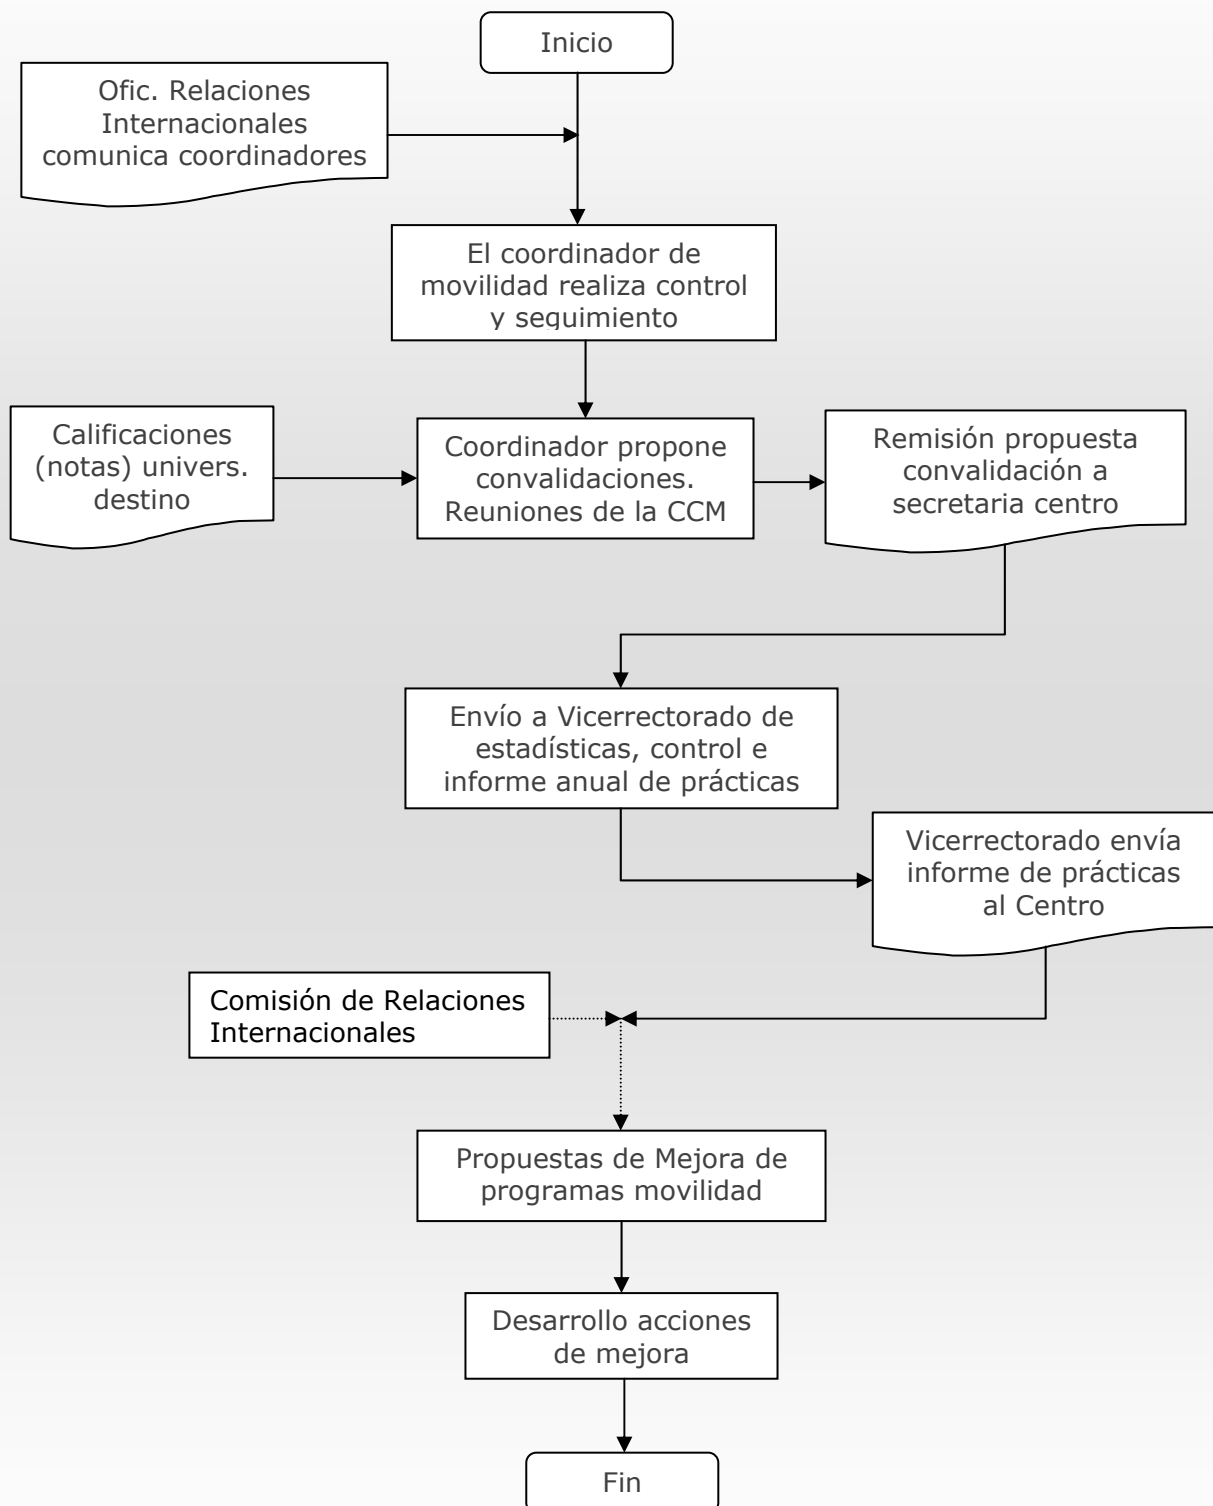 Inicio
Ofic. Relaciones
Internacionales
comunica coordinadores
El coordinador de
movilidad realiza control
y seguimiento
Calificaciones
(notas) univers.
destino
Coordinador propone
convalidaciones.
Reuniones de la CCM
Remisión propuesta
convalidación a
secretaria centro
Envío a Vicerrectorado de
estadísticas, control e
informe anual de prácticas
Vicerrectorado envía
informe de prácticas
al Centro
Comisión de Relaciones
Internacionales
Propuestas de Mejora de
programas movilidad
Desarrollo acciones
de mejora
Fin